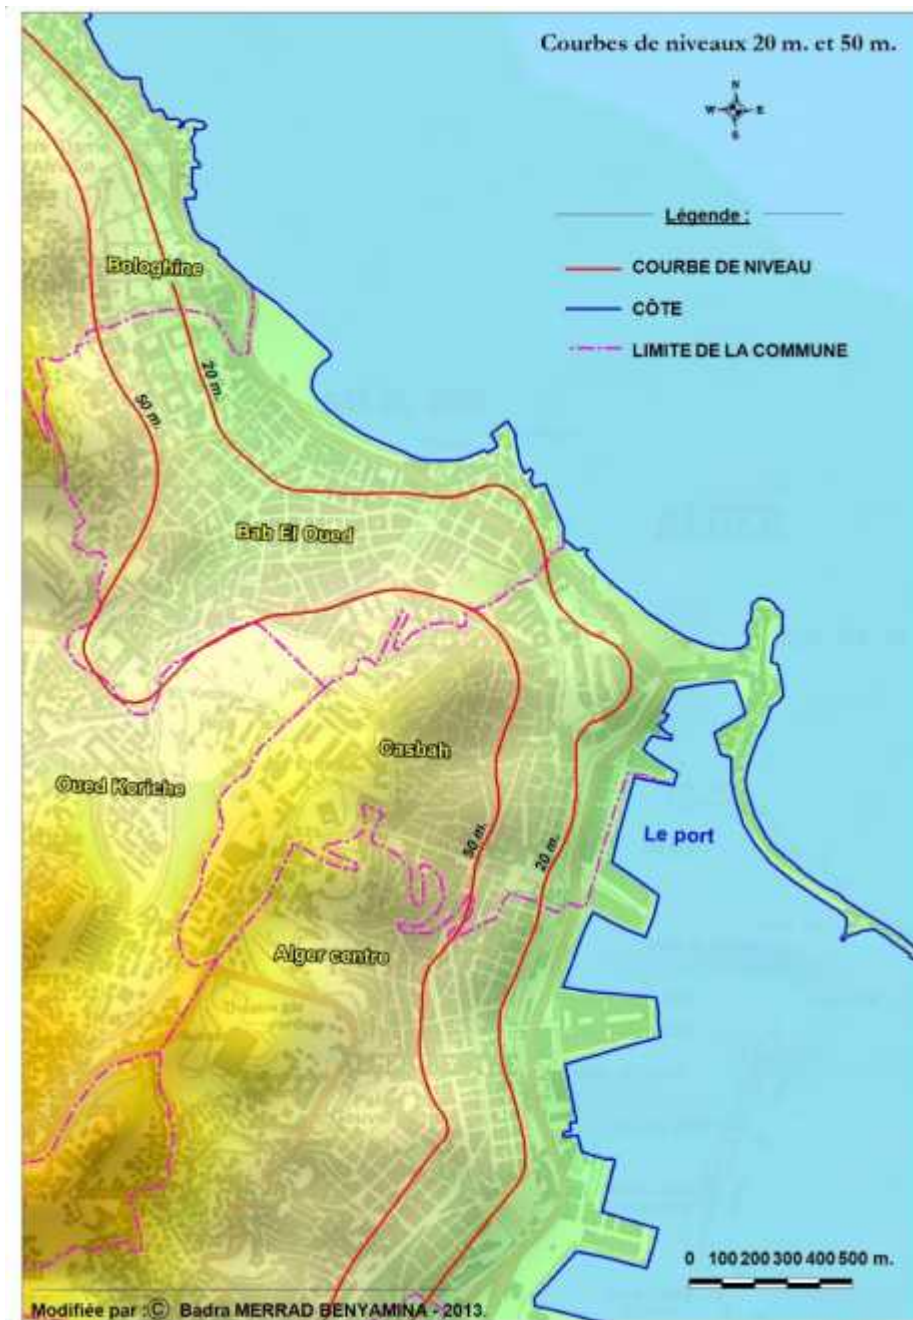 Courbes de niveaux 20 m. et 50 m.
N
W E
S
Légende :
COURBE DE NIVEAU
CÔTE
LIMITE DE LA COMMUNE
Bologhine
20 m.
50 m.
Bab El Oued
Casbah
Oued Koriche
50 m.
20 m.
Le port
Alger centre
0 100 200 300 400 500 m.
Modifiée par :© Badra MERRAD BENYAMINA - 2013.